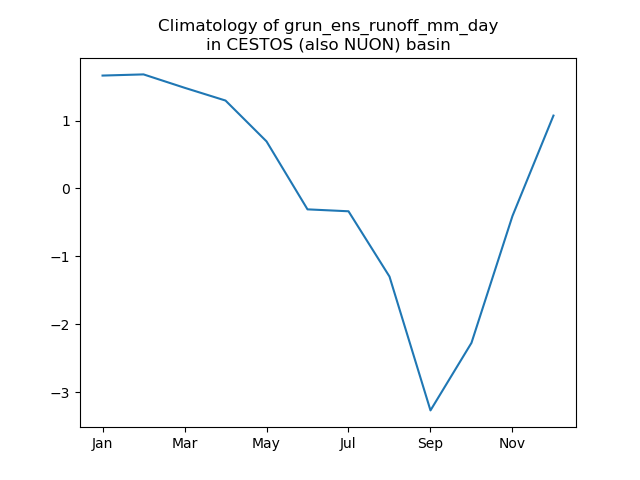 Climatology of grun_ens_runoff_mm_day
in CESTOS (also NUON) basin
1
0
−1
−2
−3
Jan Mar May Jul Sep Nov